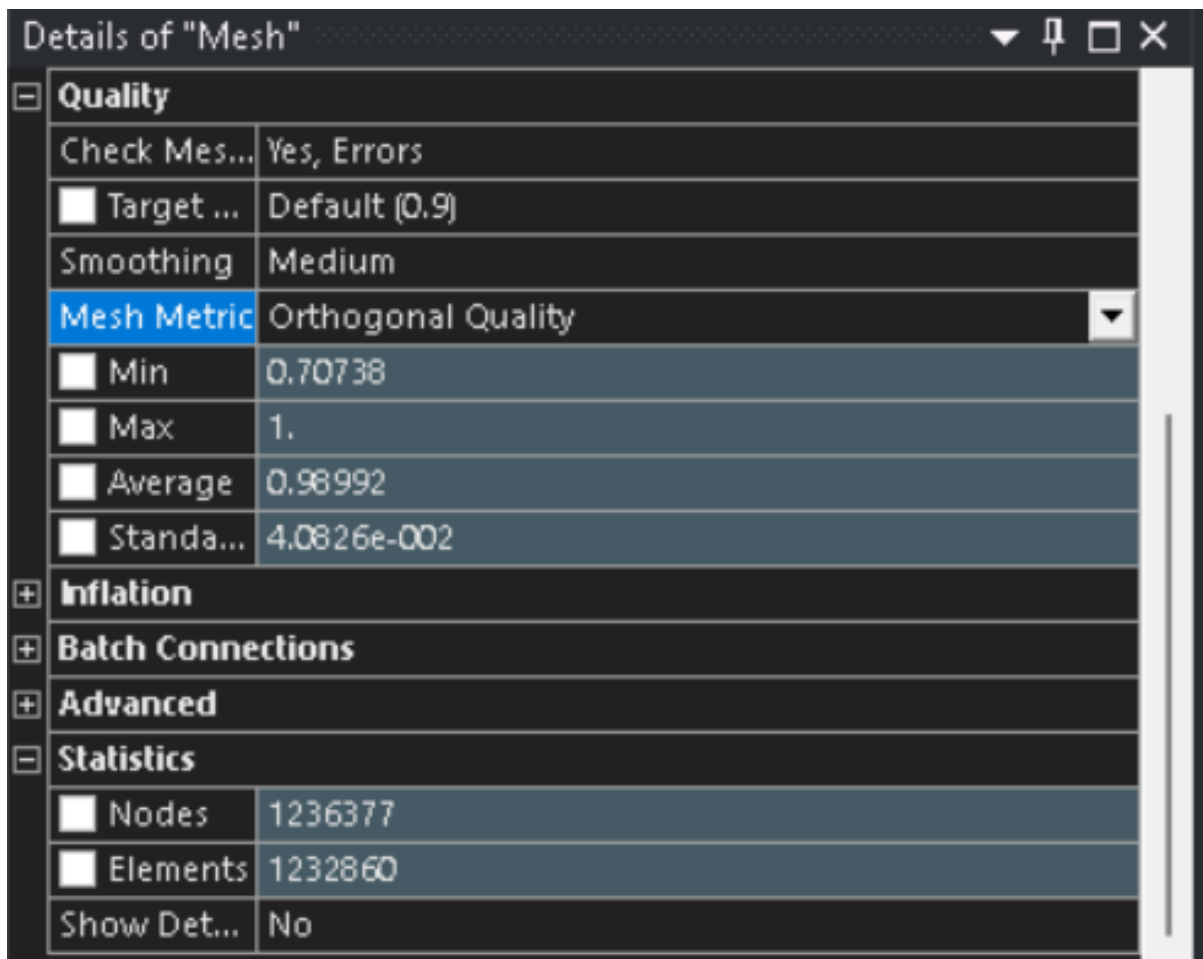 Details of "Mesh"
Quality
Check Mes... Yes, Errors
Target ... Default (0.9)
Smoothing Medium
Mesh Metric Orthogonal Quality
Min 0.70738
Max 1.
Average 0.98992
Standa... 4.0826e-002
Inflation
Batch Connections
Advanced
Statistics
Nodes 1236377
Elements 1232860
Show Det... No